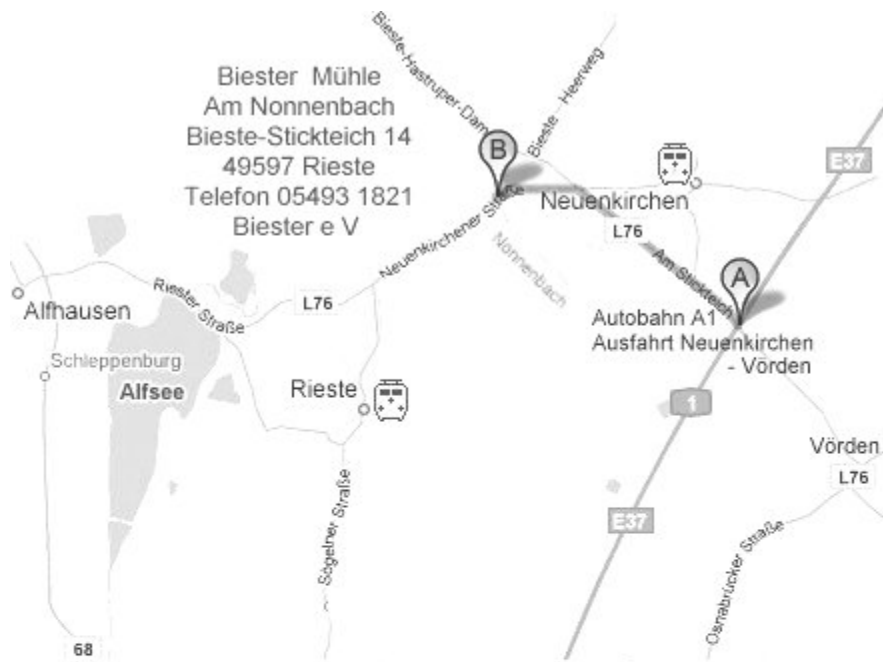 Biester Mühle
Am Nonnenbach
Bieste-Stickteich 14
49597 Rieste
Telefon 05493 1821
Biester e V
Bieste-Hastruper-Dam
Bieste - Heerweg
B
E37
Neuenkirchen
L76
Neuenkirchener Straße
Nonnenbach
Am Stickteich
A
Autobahn A1
Ausfahrt Neuenkirchen
- Vörden
L76
Riester Straße
Alfhausen
Schleppenburg
Alfsee
Rieste
1
Vörden
L76
E37
Sögelner Straße
Osnabrücker Straße
68